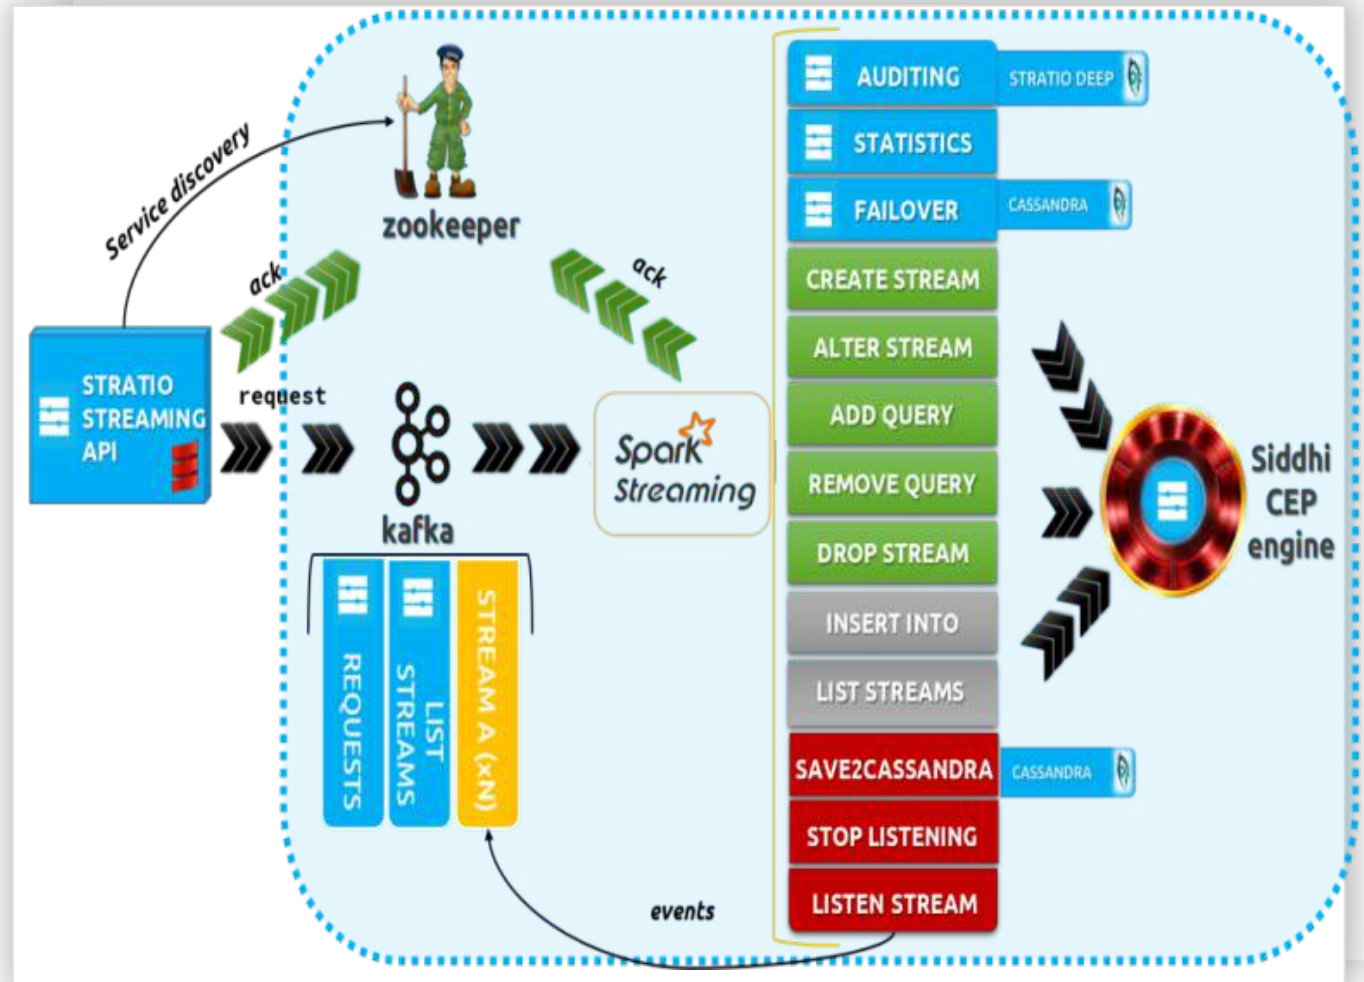 Service discovery
zookeeper
ack
ack
STRATIO
STREAMING
API
request
kafka
Spark
Streaming
REQUESTS
LIST
STREAMS
STREAM A (xN)
events
AUDITING
STRATIO DEEP
STATISTICS
FAILOVER
CASSANDRA
CREATE STREAM
ALTER STREAM
ADD QUERY
REMOVE QUERY
DROP STREAM
INSERT INTO
LIST STREAMS
SAVE2CASSANDRA
CASSANDRA
STOP LISTENING
LISTEN STREAM
Siddhi
CEP
engine